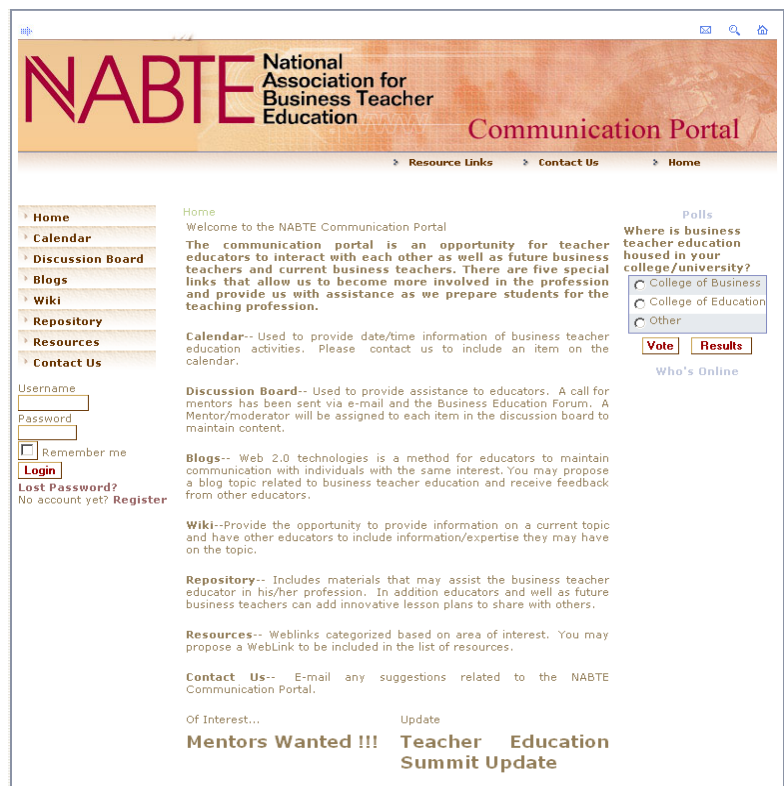 NABTE
National
Association for
Business Teacher
Education
Communication Portal
Resource Links
Contact Us
Home
Home
Calendar
Discussion Board
Blogs
Wiki
Repository
Resources
Contact Us
Username
Password
Remember me
Login
Lost Password?
No account yet? Register
Home
Welcome to the NABTE Communication Portal
The communication portal is an opportunity for teacher
educators to interact with each other as well as future business
teachers and current business teachers. There are five special
links that allow us to become more involved in the profession
and provide us with assistance as we prepare students for the
teaching profession.
Calendar-- Used to provide date/time information of business teacher
education activities. Please contact us to include an item on the
calendar.
Discussion Board-- Used to provide assistance to educators. A call for
mentors has been sent via e-mail and the Business Education Forum. A
Mentor/moderator will be assigned to each item in the discussion board to
maintain content.
Blogs-- Web 2.0 technologies is a method for educators to maintain
communication with individuals with the same interest. You may propose
a blog topic related to business teacher education and receive feedback
from other educators.
Wiki--Provide the opportunity to provide information on a current topic
and have other educators to include information/expertise they may have
on the topic.
Repository-- Includes materials that may assist the business teacher
educator in his/her profession. In addition educators and well as future
business teachers can add innovative lesson plans to share with others.
Resources-- Weblinks categorized based on area of interest. You may
propose a WebLink to be included in the list of resources.
Contact Us-- E-mail any suggestions related to the NABTE
Communication Portal.
Of Interest...
Mentors Wanted !!!
Update
Teacher Education
Summit Update
Polls
Where is business
teacher education
housed in your
college/university?
College of Business
College of Education
Other
Vote
Results
Who's Online